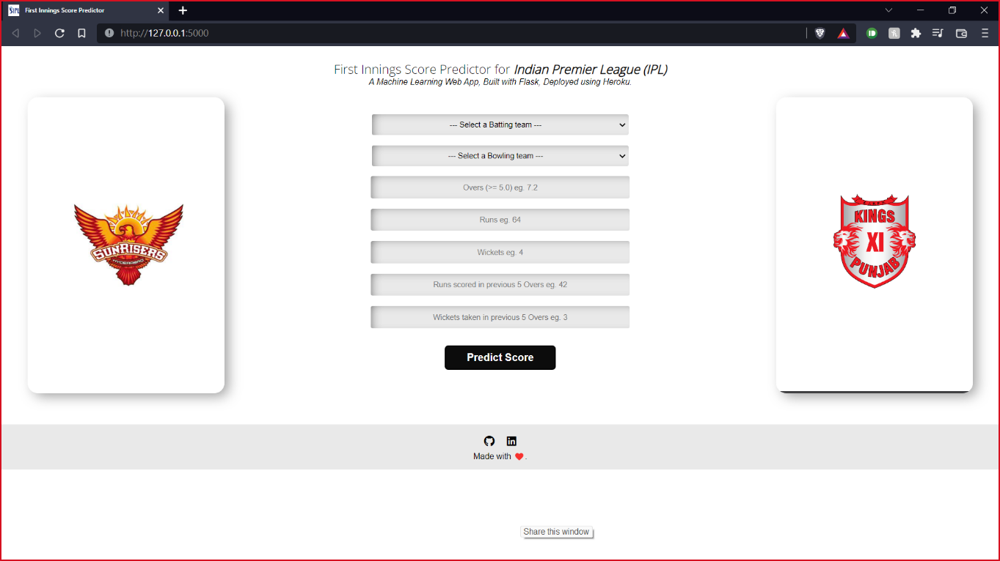 SIPL
First Innings Score Predictor
http://127.0.0.1:5000
First Innings Score Predictor for Indian Premier League (IPL)
A Machine Learning Web App, Built with Flask, Deployed using Heroku.
--- Select a Batting team ---
--- Select a Bowling team ---
Overs (>= 5.0) eg. 7.2
Runs eg. 64
Wickets eg. 4
Runs scored in previous 5 Overs eg. 42
Wickets taken in previous 5 Overs eg. 3
Predict Score
SUNRISERS
HYDERABAD
KINGS
XI
PUNJAB
in
Made with ❤.
Share this window